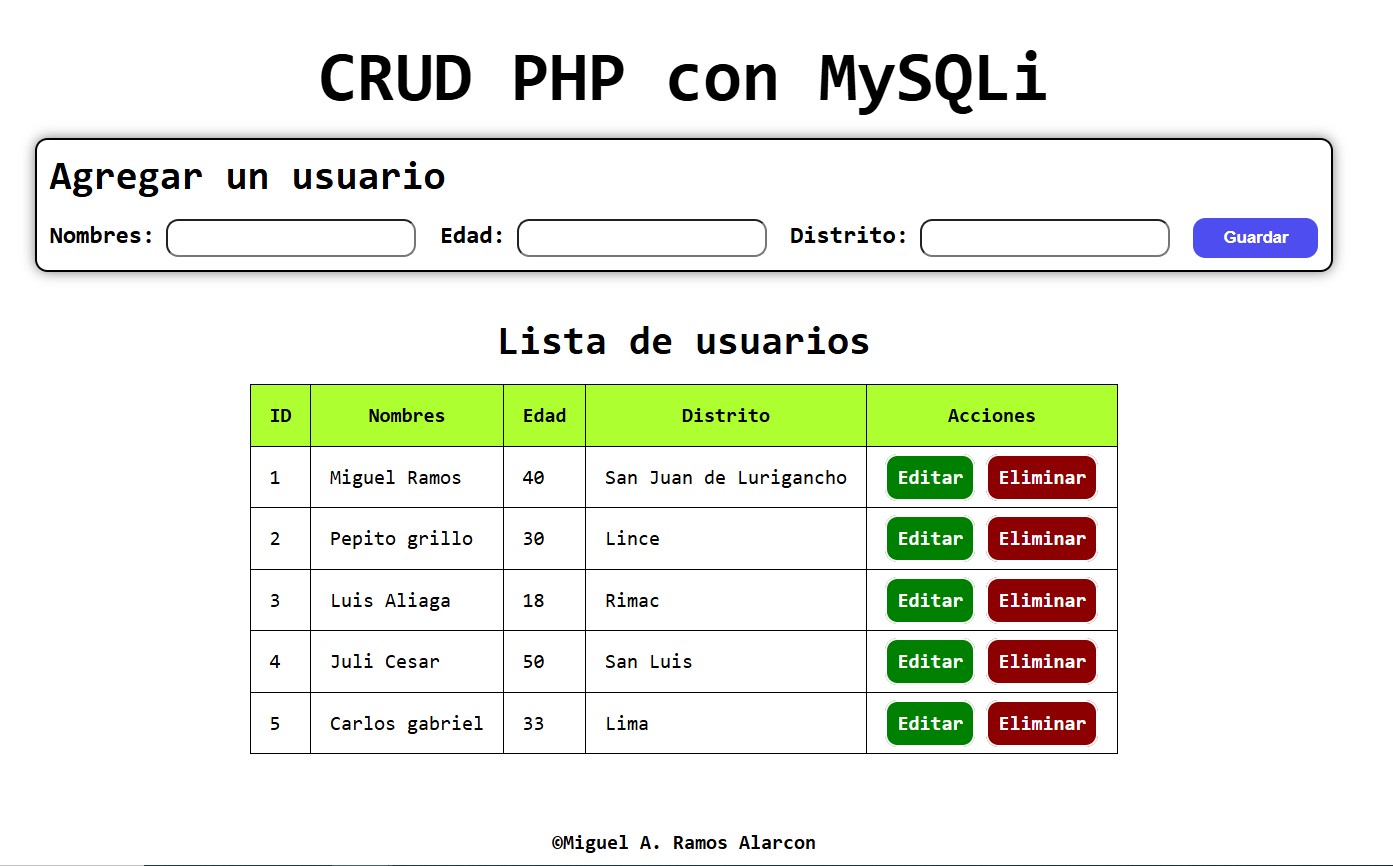 CRUD PHP con MySQLi
Agregar un usuario
Nombres: Edad: Distrito: Guardar
Lista de usuarios
ID Nombres Edad Distrito Acciones
1 Miguel Ramos 40 San Juan de Lurigancho Editar Eliminar
2 Pepito grillo 30 Lince Editar Eliminar
3 Luis Aliaga 18 Rimac Editar Eliminar
4 Juli Cesar 50 San Luis Editar Eliminar
5 Carlos gabriel 33 Lima Editar Eliminar
©Miguel A. Ramos Alarcon